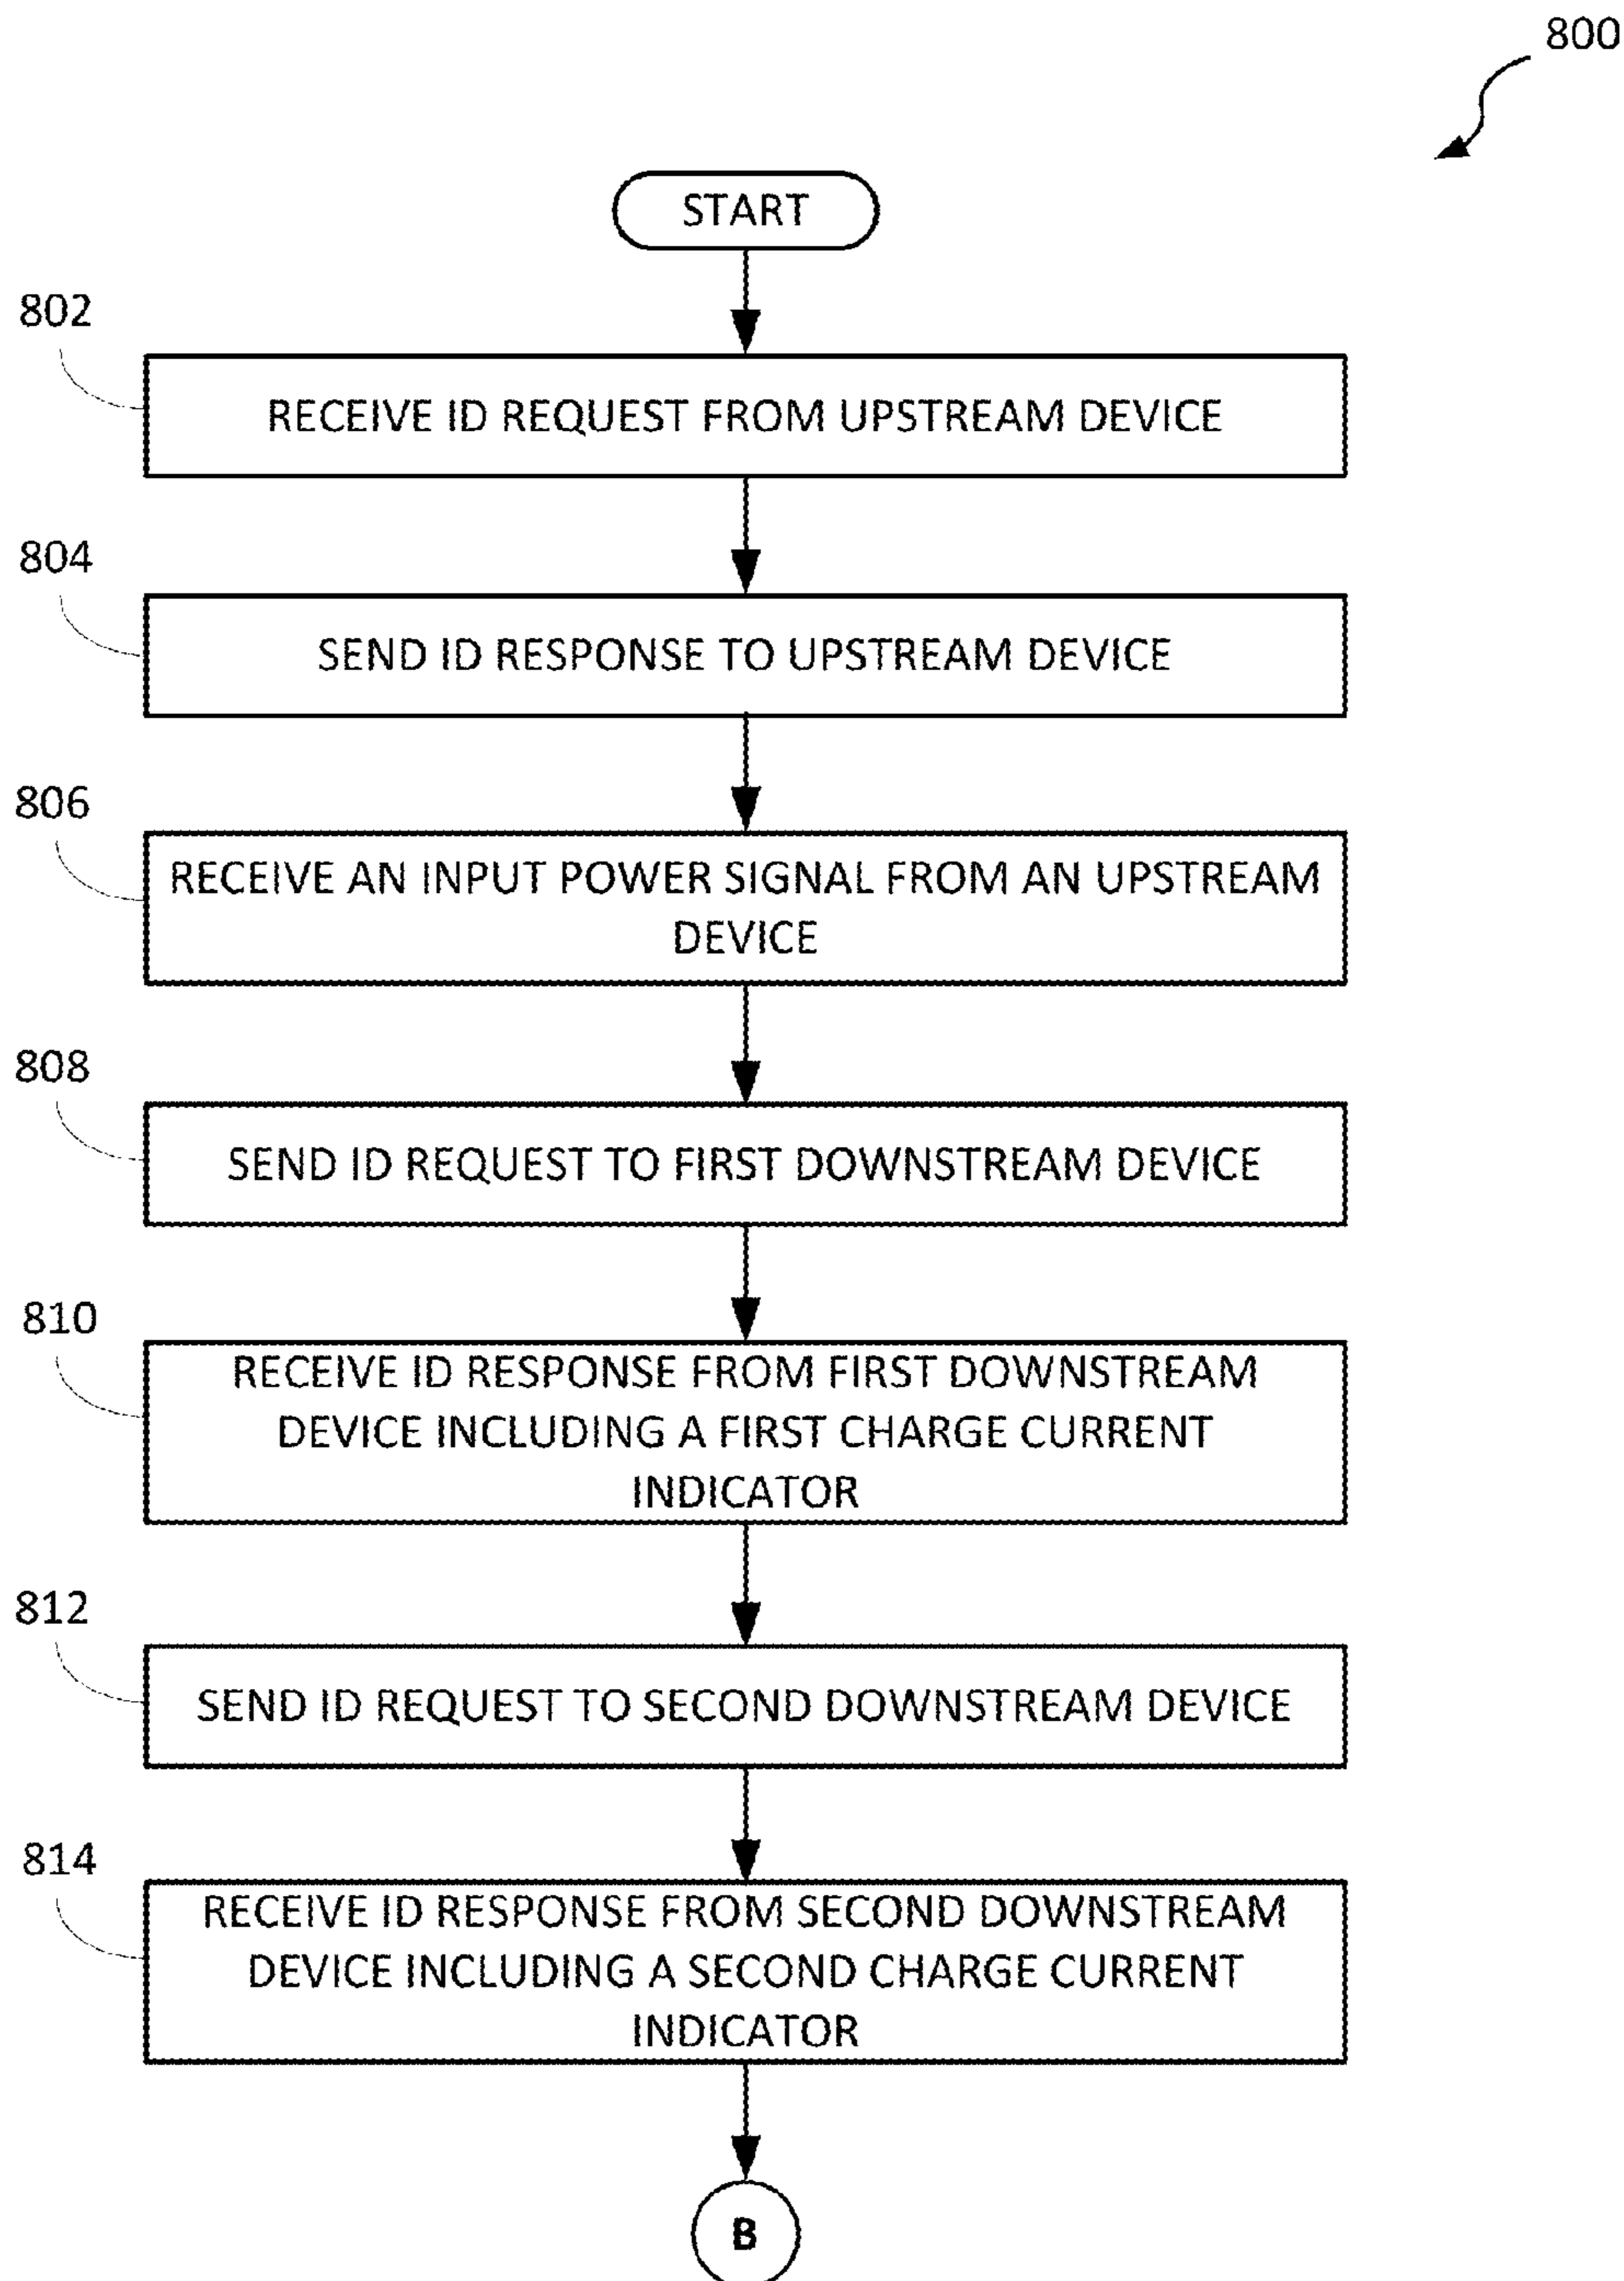 800
START
802
RECEIVE ID REQUEST FROM UPSTREAM DEVICE
804
SEND ID RESPONSE TO UPSTREAM DEVICE
806
RECEIVE AN INPUT POWER SIGNAL FROM AN UPSTREAM
DEVICE
808
SEND ID REQUEST TO FIRST DOWNSTREAM DEVICE
810
RECEIVE ID RESPONSE FROM FIRST DOWNSTREAM
DEVICE INCLUDING A FIRST CHARGE CURRENT
INDICATOR
812
SEND ID REQUEST TO SECOND DOWNSTREAM DEVICE
814
RECEIVE ID RESPONSE FROM SECOND DOWNSTREAM
DEVICE INCLUDING A SECOND CHARGE CURRENT
INDICATOR
B